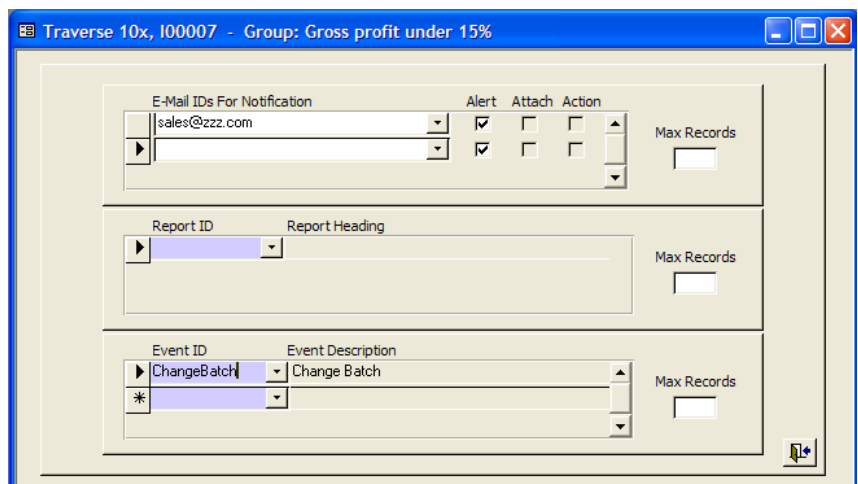 Traverse 10x, I00007 - Group: Gross profit under 15%
E-Mail IDs For Notification Alert Attach Action
sales@zzz.com
Max Records
Report ID Report Heading
Max Records
Event ID Event Description
ChangeBatch Change Batch
Max Records